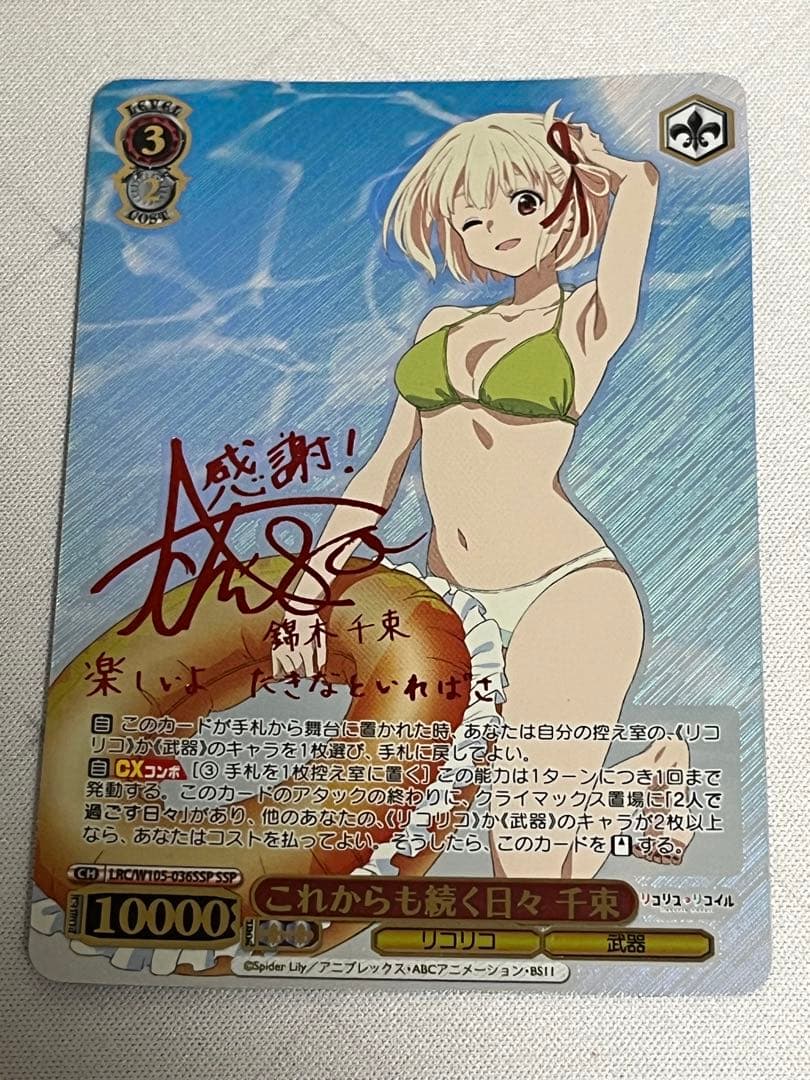 LEVEL
3
2
COST
感謝!
錦木千束
楽しいよ たきなといればさ
自 このカードが手札から舞台に置かれた時、あなたは自分の控え室の、《リコ
リコ》か《武器》のキャラを1枚選び、手札に戻してよい。
自 CXコンボ [③ 手札を1枚控え室に置く] この能力は1ターンにつき1回まで
発動する。このカードのアタックの終わりに、クライマックス置場に「2人で
過ごす日々」があり、他のあなたの、《リコリコ》か《武器》のキャラが2枚以上
なら、あなたはコストを払ってよい。そうしたら、このカードを する。
CH LRC/W105-036SSP SSP
POWER 10000
SOUL
これからも続く日々 千束
リコリス・リコイル
リコリコ 武器
©Spider Lily/アニプレックス・ABCアニメーション・BS11